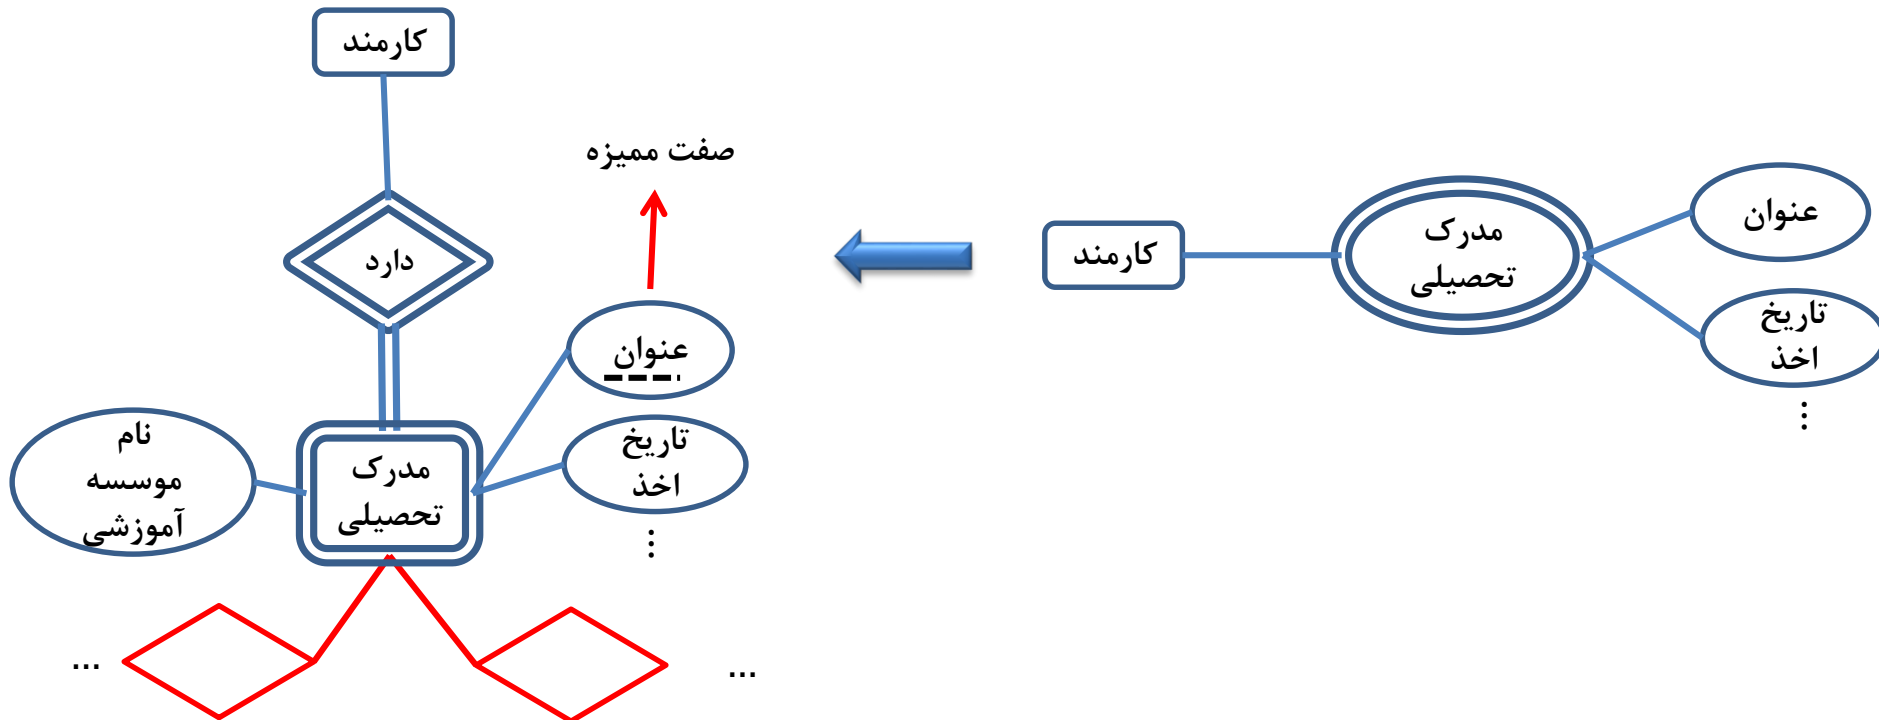 کارمند
مدرک
تحصیلی
عنوان
تاریخ
اخذ
⋮
کارمند
صفت ممیزه
دارد
عنوان
تاریخ
اخذ
⋮
مدرک
تحصیلی
نام
موسسه
آموزشی
...
...